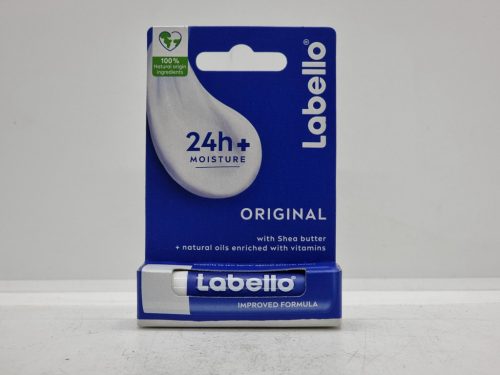 100%
Natural origin
ingredients
Labello®
24h+
MOISTURE
ORIGINAL
with Shea butter
+ natural oils enriched with vitamins
Labello
IMPROVED FORMULA